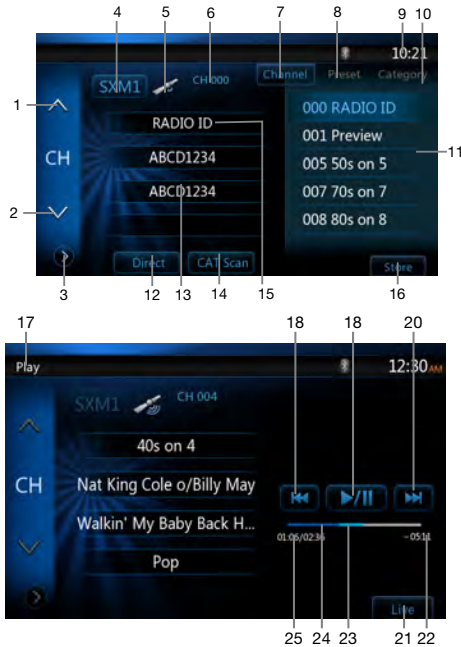 4 5 6 7 8 9 10
10:21
SXM1 CH 000 Channel Preset Category
1
000 RADIO ID
RADIO ID
001 Preview
11
CH ABCD1234 005 50s on 5
ABCD1234 007 70s on 7
2
008 80s on 8
Direct CAT Scan Store
3 12 13 14 15 16
17 18 18 20
Play 12:30 AM
SXM1 CH 004
40s on 4
CH Nat King Cole o/Billy May
Walkin' My Baby Back H...
01:06/02:36 -05:11
Pop
Live
25 24 23 21 22